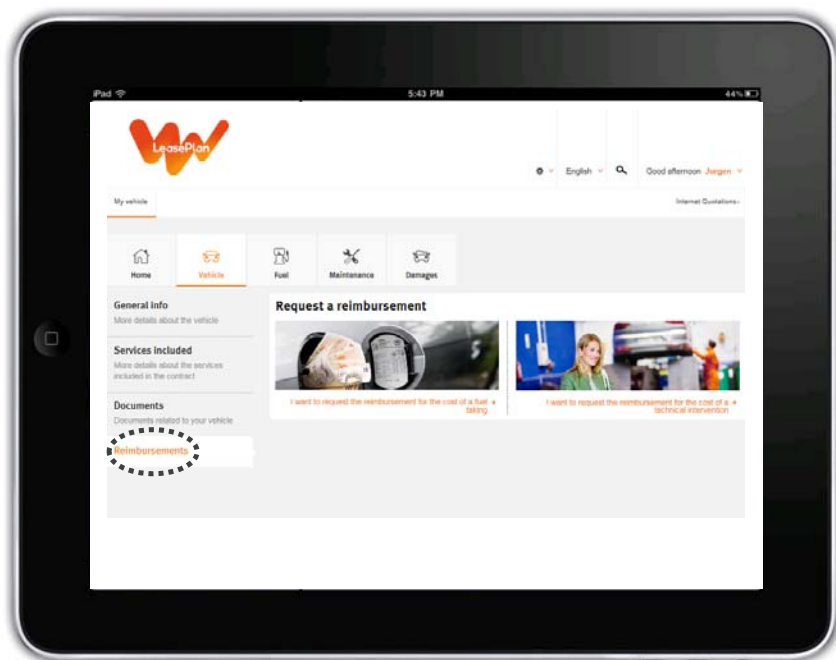 iPad
5:43 PM
44%
LeasePlan
English
Good afternoon Jurgen
My vehicle
Internet Quotations
Home
Vehicle
Fuel
Maintenance
Damages
General info
More details about the vehicle
Services included
More details about the services
included in the contract
Documents
Documents related to your vehicle
Reimbursements
Request a reimbursement
I want to request the reimbursement for the cost of a fuel
taking
I want to request the reimbursement for the cost of a
technical intervention